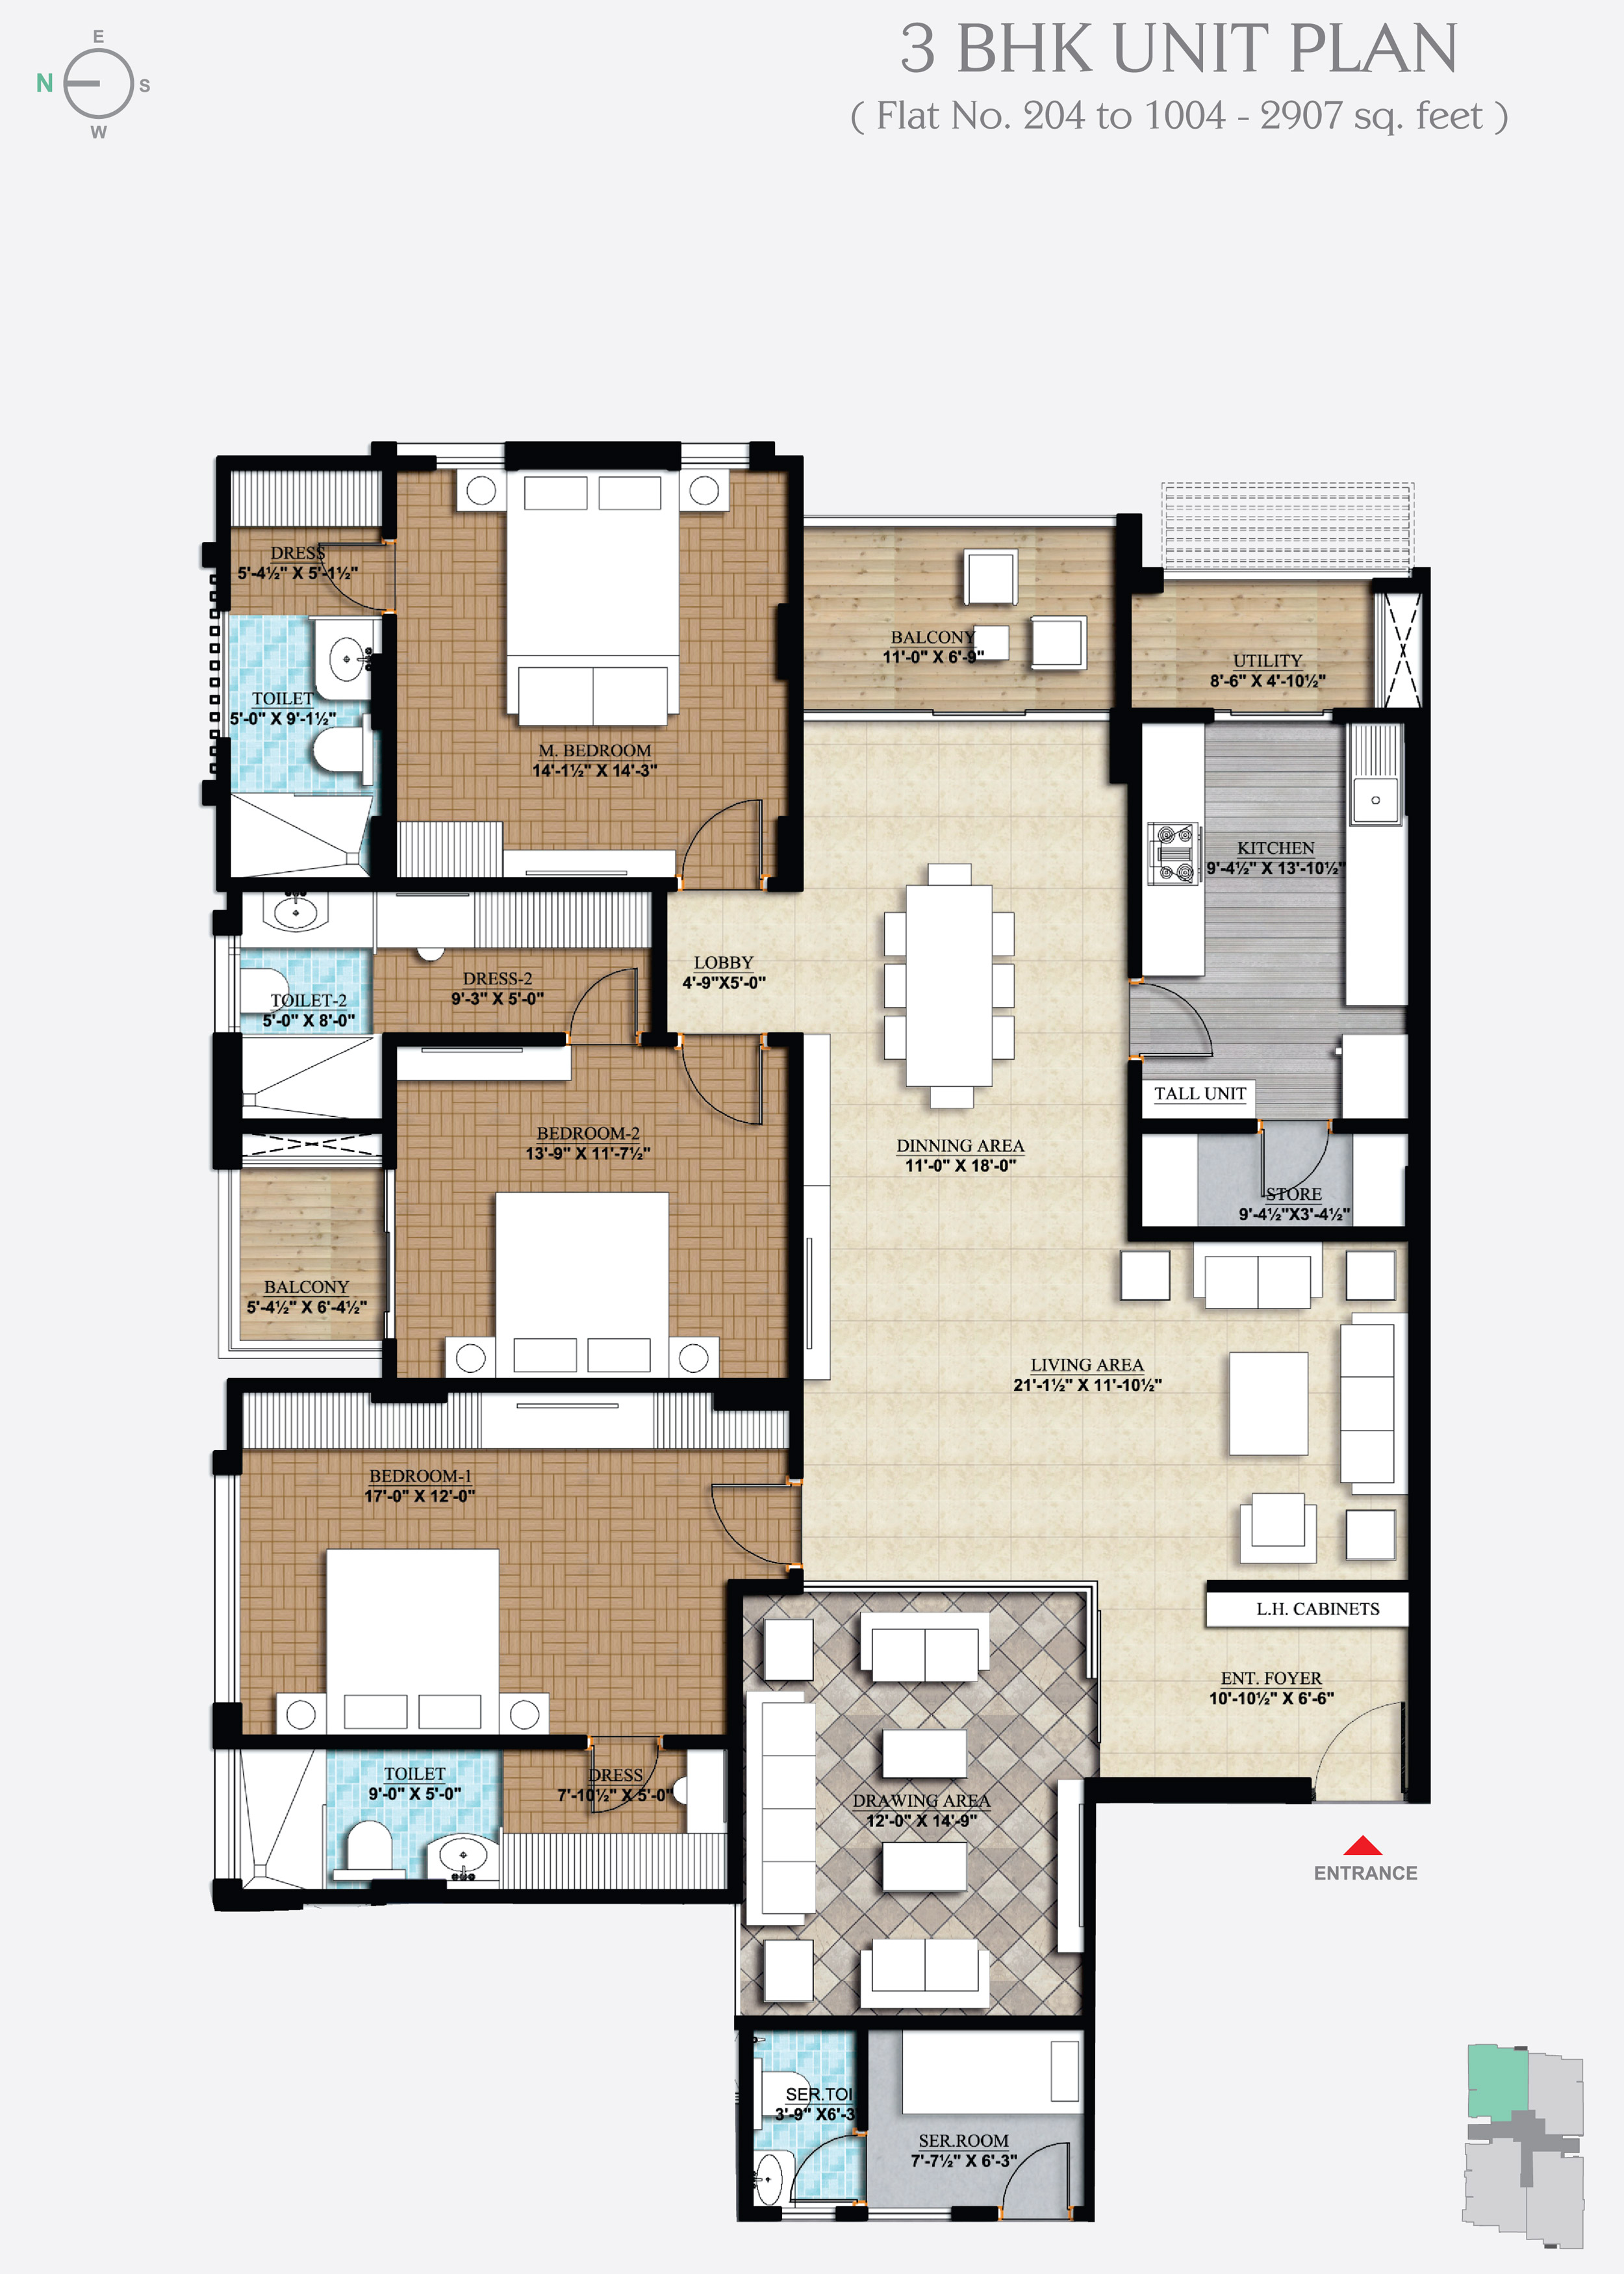 E
N
S
W
3 BHK UNIT PLAN
( Flat No. 204 to 1004 - 2907 sq. feet )
DRESS
5'-4½" X 5'-1½"
TOILET
5'-0" X 9'-1½"
M. BEDROOM
14'-1½" X 14'-3"
BALCONY
11'-0" X 6'-9"
UTILITY
8'-6" X 4'-10½"
KITCHEN
9'-4½" X 13'-10½"
LOBBY
4'-9"X5'-0"
DRESS-2
9'-3" X 5'-0"
TOILET-2
5'-0" X 8'-0"
TALL UNIT
BEDROOM-2
13'-9" X 11'-7½"
DINNING AREA
11'-0" X 18'-0"
STORE
9'-4½"X3'-4½"
BALCONY
5'-4½" X 6'-4½"
LIVING AREA
21'-1½" X 11'-10½"
BEDROOM-1
17'-0" X 12'-0"
L.H. CABINETS
ENT. FOYER
10'-10½" X 6'-6"
TOILET
9'-0" X 5'-0"
DRESS
7'-10½" X 5'-0"
DRAWING AREA
12'-0" X 14'-9"
ENTRANCE
SER.TOI
3'-9" X6'-3
SER.ROOM
7'-7½" X 6'-3"